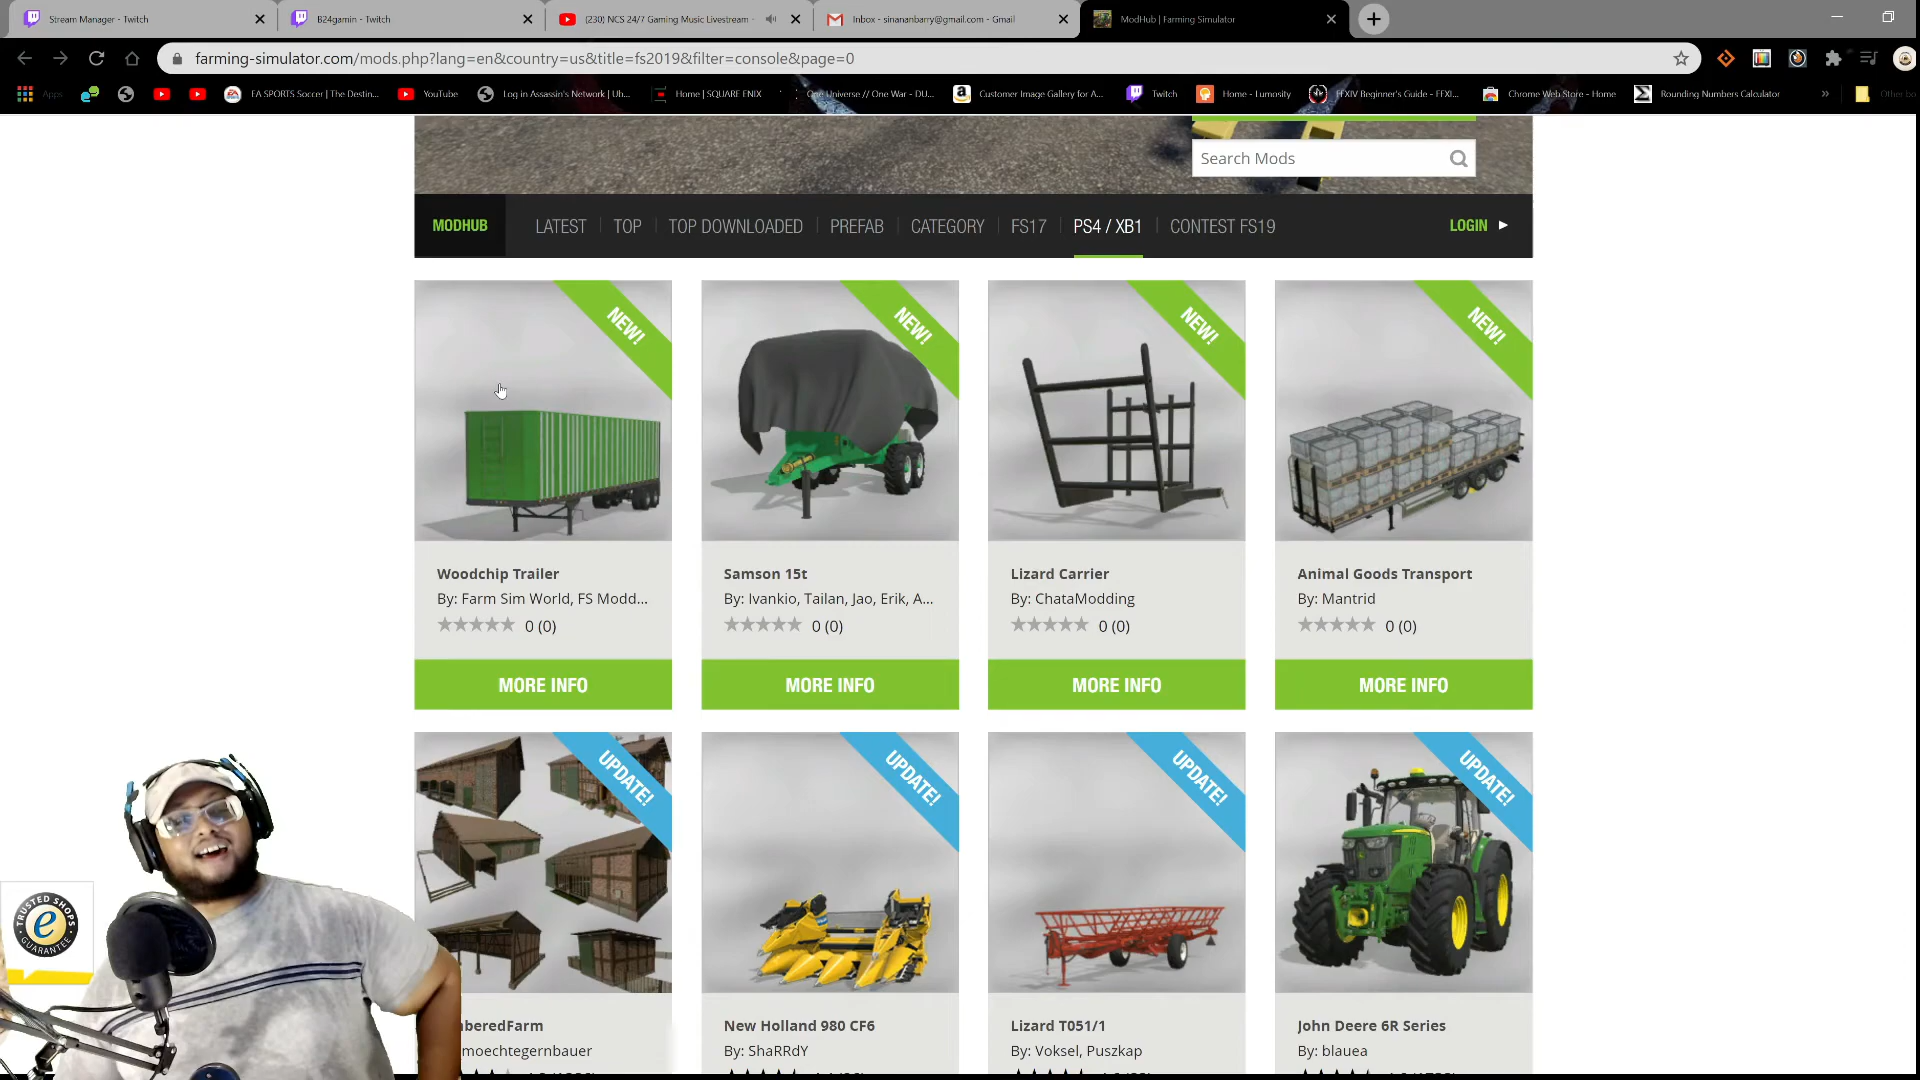 Stream Manager - Twitch
B24gamin - Twitch
(230) NCS 24/7 Gaming Music Livestream -
Inbox - sinananbarry@gmail.com - Gmail
ModHub | Farming Simulator
farming-simulator.com/mods.php?lang=en&country=us&title=fs2019&filter=console&page=0
Apps
EA SPORTS Soccer | The Destin...
YouTube
Log in Assassin's Network | Ub...
Home | SQUARE ENIX
One Universe // One War - DU...
Customer Image Gallery for A...
Twitch
Home - Lumosity
FFXIV Beginner's Guide - FFXI...
Chrome Web Store - Home
Rounding Numbers Calculator
Other bo
Search Mods
MODHUB
LATEST
TOP
TOP DOWNLOADED
PREFAB
CATEGORY
FS17
PS4 / XB1
CONTEST FS19
LOGIN
NEW!
NEW!
NEW!
NEW!
Woodchip Trailer
By: Farm Sim World, FS Modd...
0 (0)
MORE INFO
Samson 15t
By: Ivankio, Tailan, Jao, Erik, A...
0 (0)
MORE INFO
Lizard Carrier
By: ChataModding
0 (0)
MORE INFO
Animal Goods Transport
By: Mantrid
0 (0)
MORE INFO
UPDATE!
UPDATE!
UPDATE!
UPDATE!
beredFarm
moechtegernbauer
New Holland 980 CF6
By: ShaRRdY
Lizard T051/1
By: Voksel, Puszkap
John Deere 6R Series
By: blauea
TRUSTED SHOPS
e
GUARANTEE